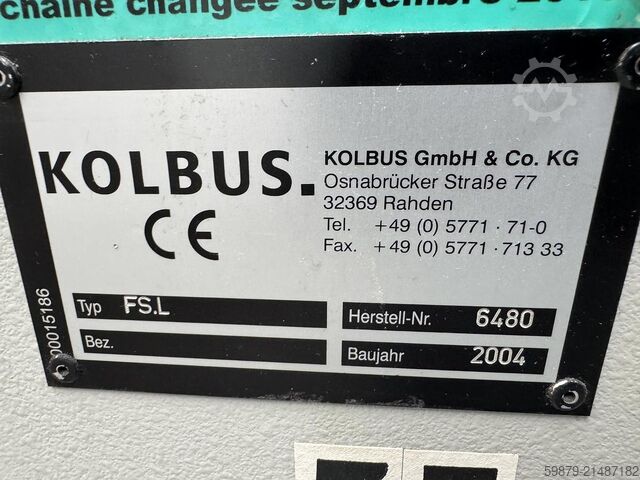 chaîne changée septembre
KOLBUS.
CE
KOLBUS GmbH & Co. KG
Osnabrücker Straße 77
32369 Rahden
Tel. +49 (0) 5771 · 71-0
Fax. +49 (0) 5771 · 713 33
Typ FS.L
Bez.
Herstell-Nr. 6480
Baujahr 2004
00015186
59879-21487182